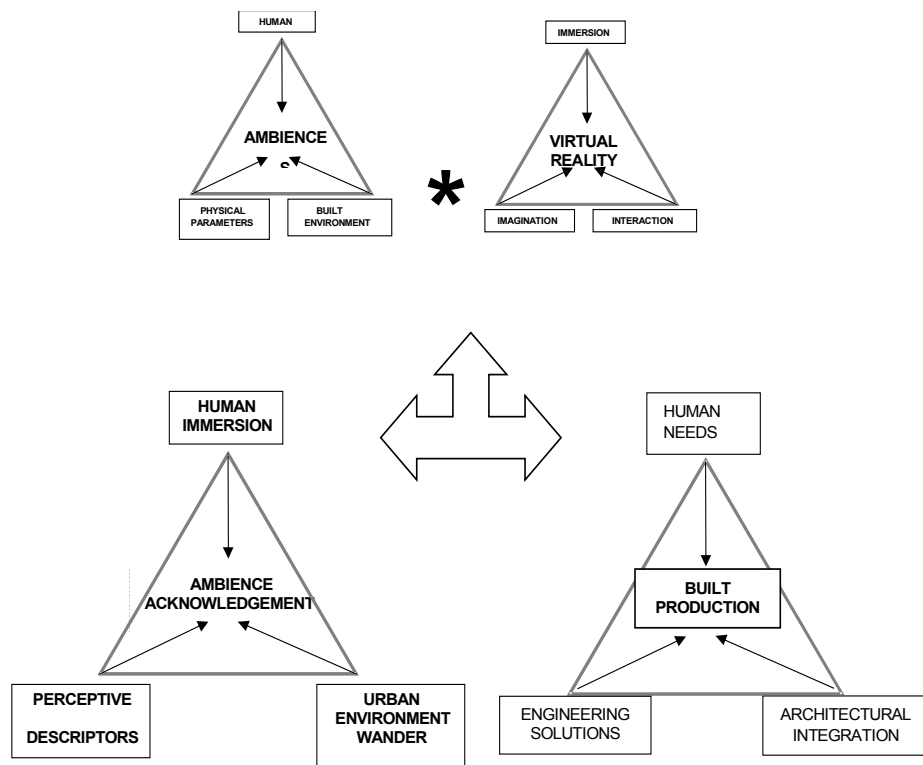 HUMAN
IMMERSION
AMBIENCE
S
VIRTUAL
REALITY
*
PHYSICAL
PARAMETERS
BUILT
ENVIRONMENT
IMAGINATION
INTERACTION
HUMAN
IMMERSION
HUMAN
NEEDS
AMBIENCE
ACKNOWLEDGEMENT
BUILT
PRODUCTION
PERCEPTIVE
DESCRIPTORS
URBAN
ENVIRONMENT
WANDER
ENGINEERING
SOLUTIONS
ARCHITECTURAL
INTEGRATION